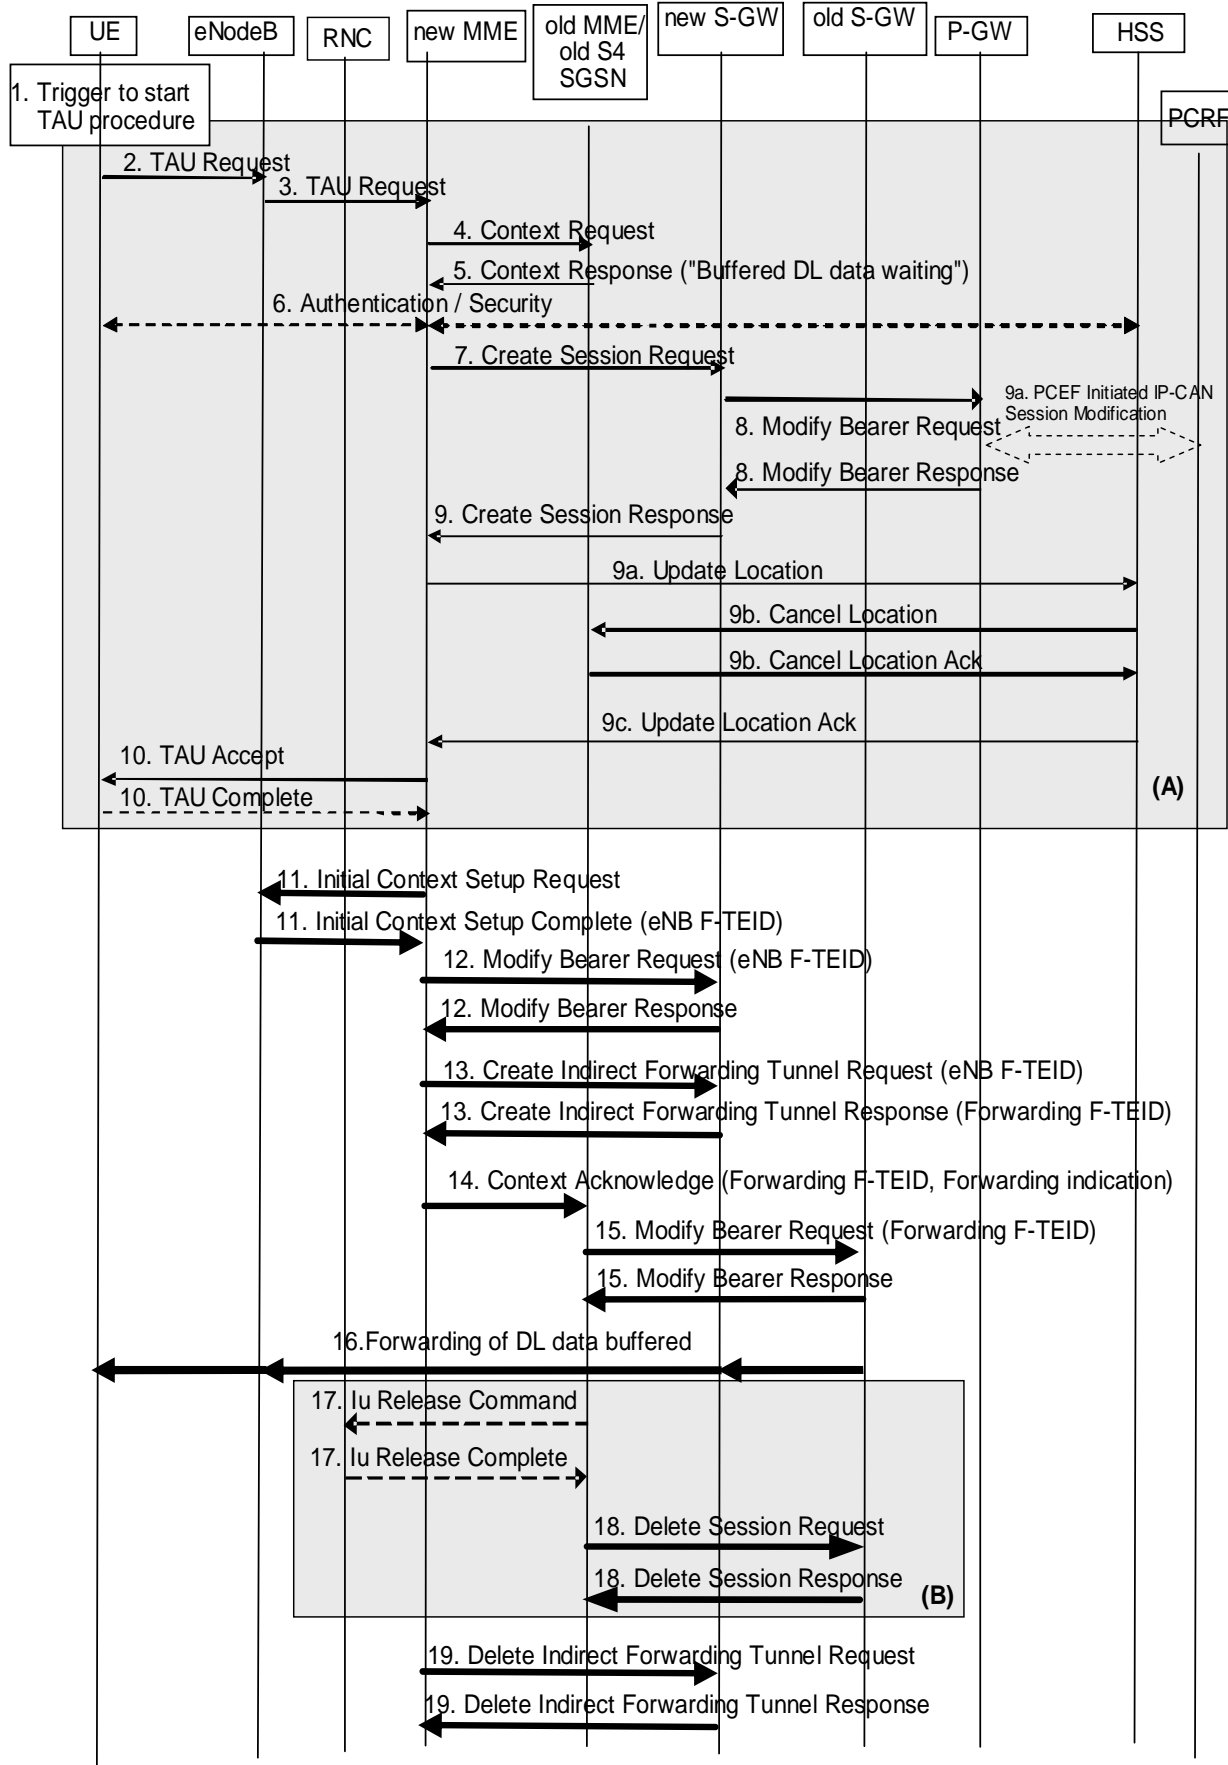 UE
eNodeB
RNC
new MME
old MME/
old S4
SGSN
new S-GW
old S-GW
P-GW
HSS
PCRF
1. Trigger to start
TAU procedure
2. TAU Request
3. TAU Request
4. Context Request
5. Context Response ("Buffered DL data waiting")
6. Authentication / Security
7. Create Session Request
9a. PCEF Initiated IP-CAN
Session Modification
8. Modify Bearer Request
8. Modify Bearer Response
9. Create Session Response
9a. Update Location
9b. Cancel Location
9b. Cancel Location Ack
9c. Update Location Ack
10. TAU Accept
10. TAU Complete
(A)
11. Initial Context Setup Request
11. Initial Context Setup Complete (eNB F-TEID)
12. Modify Bearer Request (eNB F-TEID)
12. Modify Bearer Response
13. Create Indirect Forwarding Tunnel Request (eNB F-TEID)
13. Create Indirect Forwarding Tunnel Response (Forwarding F-TEID)
14. Context Acknowledge (Forwarding F-TEID, Forwarding indication)
15. Modify Bearer Request (Forwarding F-TEID)
15. Modify Bearer Response
16.Forwarding of DL data buffered
17. Iu Release Command
17. Iu Release Complete
18. Delete Session Request
18. Delete Session Response
(B)
19. Delete Indirect Forwarding Tunnel Request
19. Delete Indirect Forwarding Tunnel Response